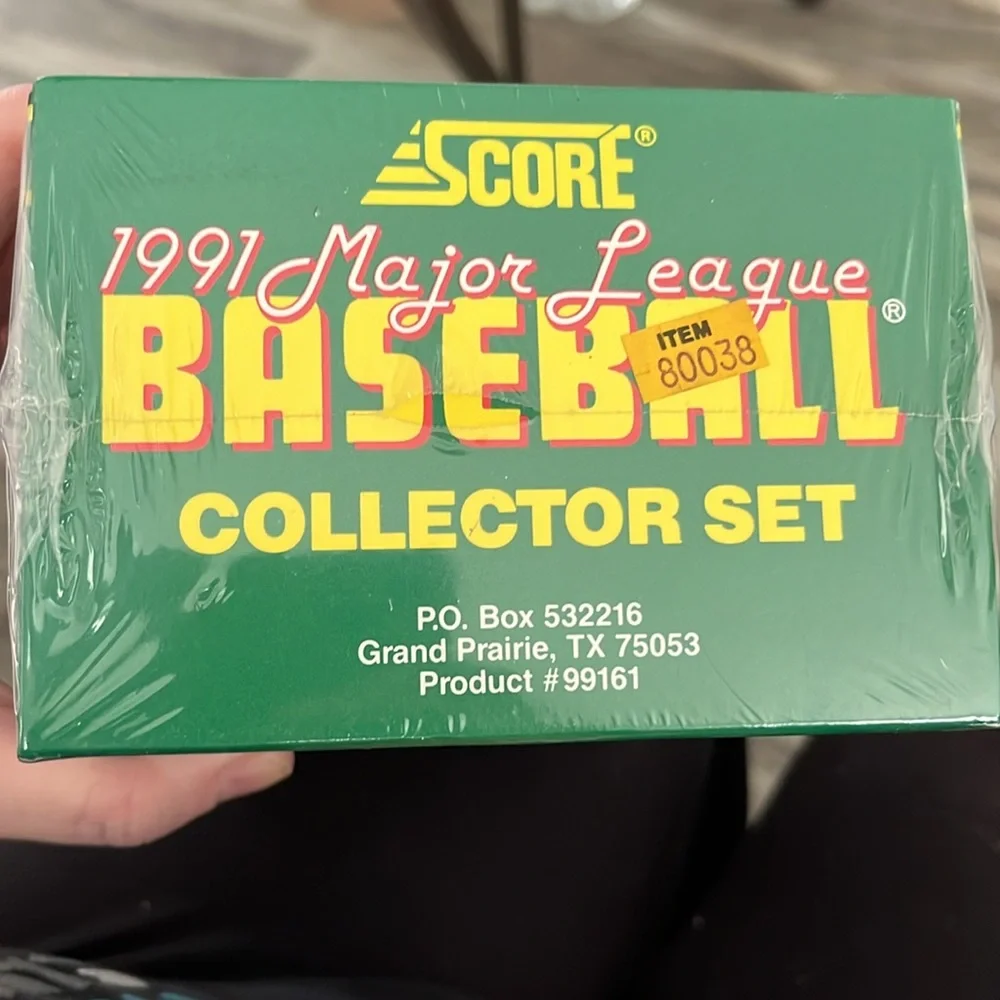 SCORE®
1991 Major League
BASEBALL®
ITEM
80038
COLLECTOR SET
P.O. Box 532216
Grand Prairie, TX 75053
Product #99161